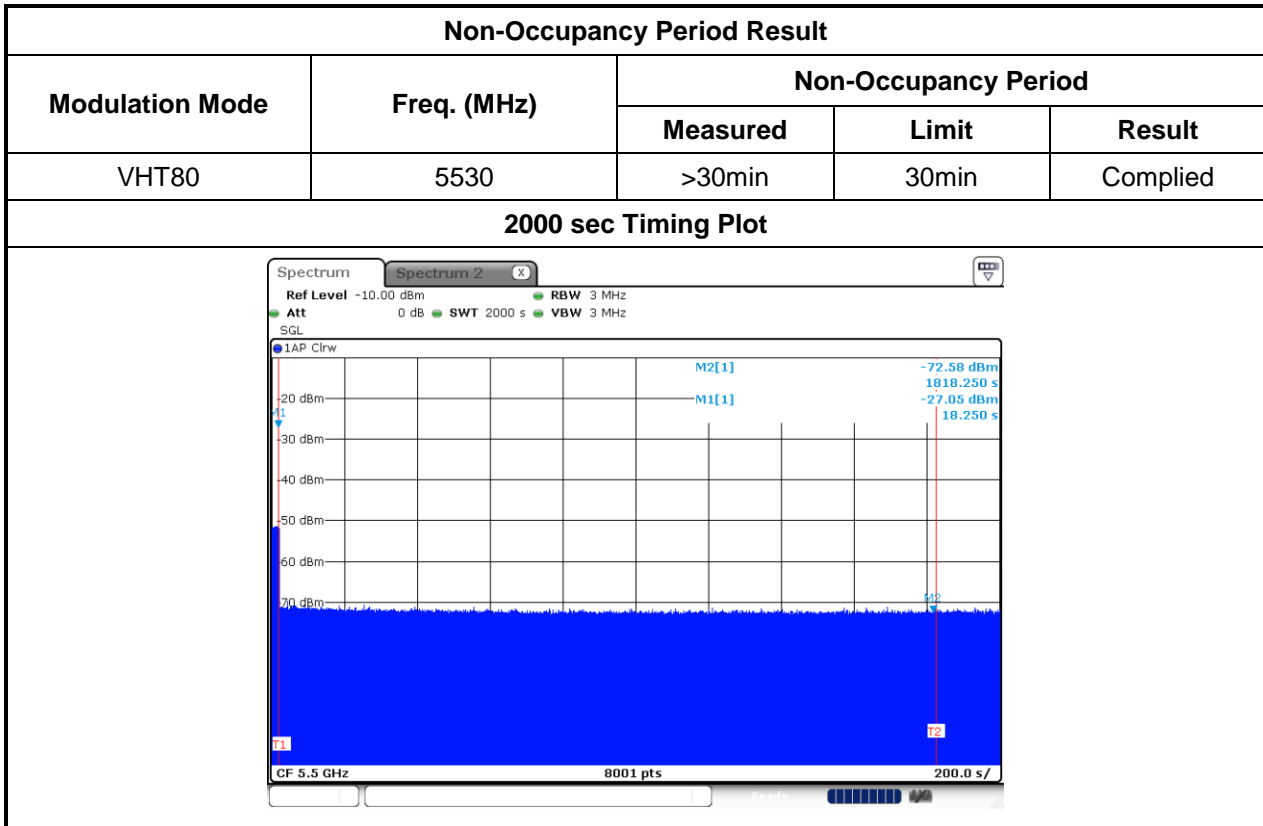 Non-Occupancy Period Result
Modulation Mode
Freq. (MHz)
Non-Occupancy Period
Measured
Limit
Result
VHT80
5530
>30min
30min
Complied
2000 sec Timing Plot
Spectrum
Spectrum 2
X
Ref Level -10.00 dBm
RBW 3 MHz
Att 0 dB
SWT 2000 s
VBW 3 MHz
SGL
1AP Clrw
M2[1]
-72.58 dBm
1818.250 s
M1[1]
-27.05 dBm
18.250 s
-20 dBm
M1
-30 dBm
-40 dBm
-50 dBm
-60 dBm
-70 dBm
M2
T1
T2
CF 5.5 GHz
8001 pts
200.0 s/
Ready